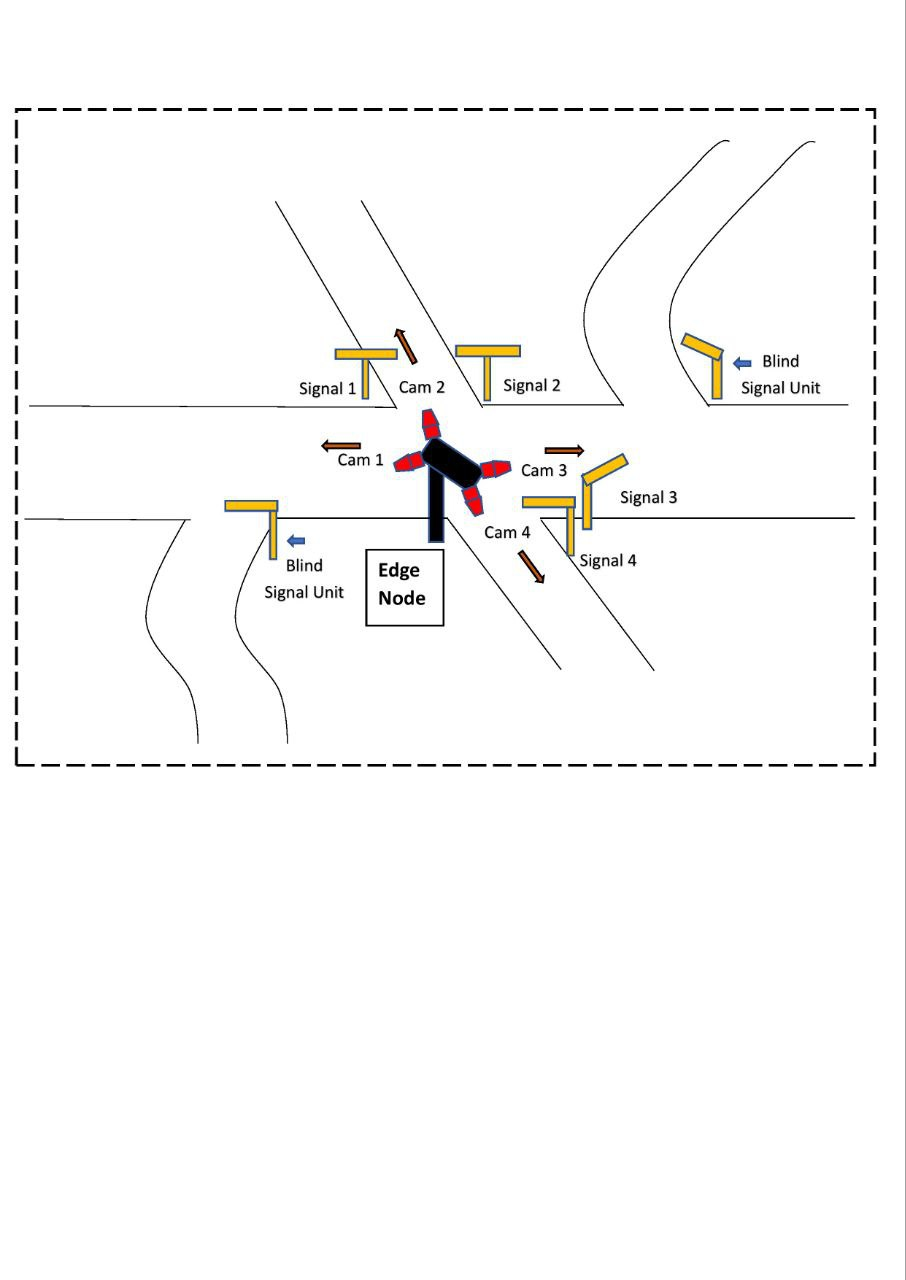 Blind
Signal Unit
Signal 1
Cam 2
Signal 2
Cam 1
Cam 3
Signal 3
Cam 4
Signal 4
Blind
Signal Unit
Edge
Node